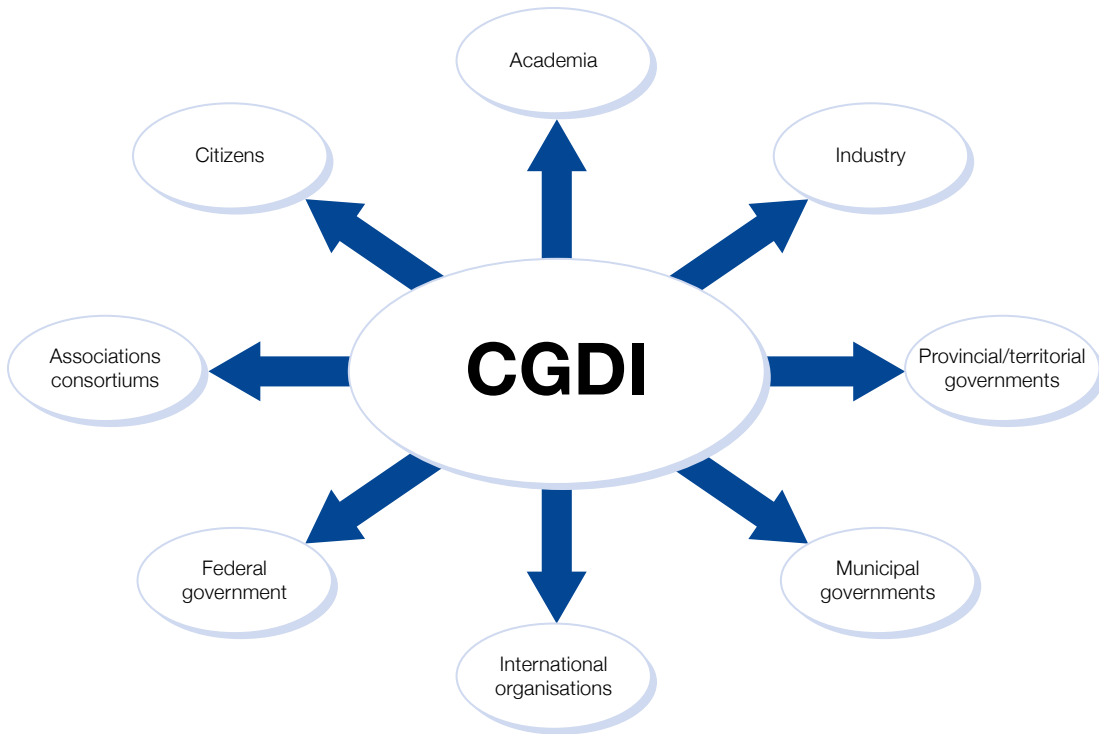 Academia
Citizens
Industry
CGDI
Associations
consortiums
Provincial/territorial
governments
Federal
government
Municipal
governments
International
organisations